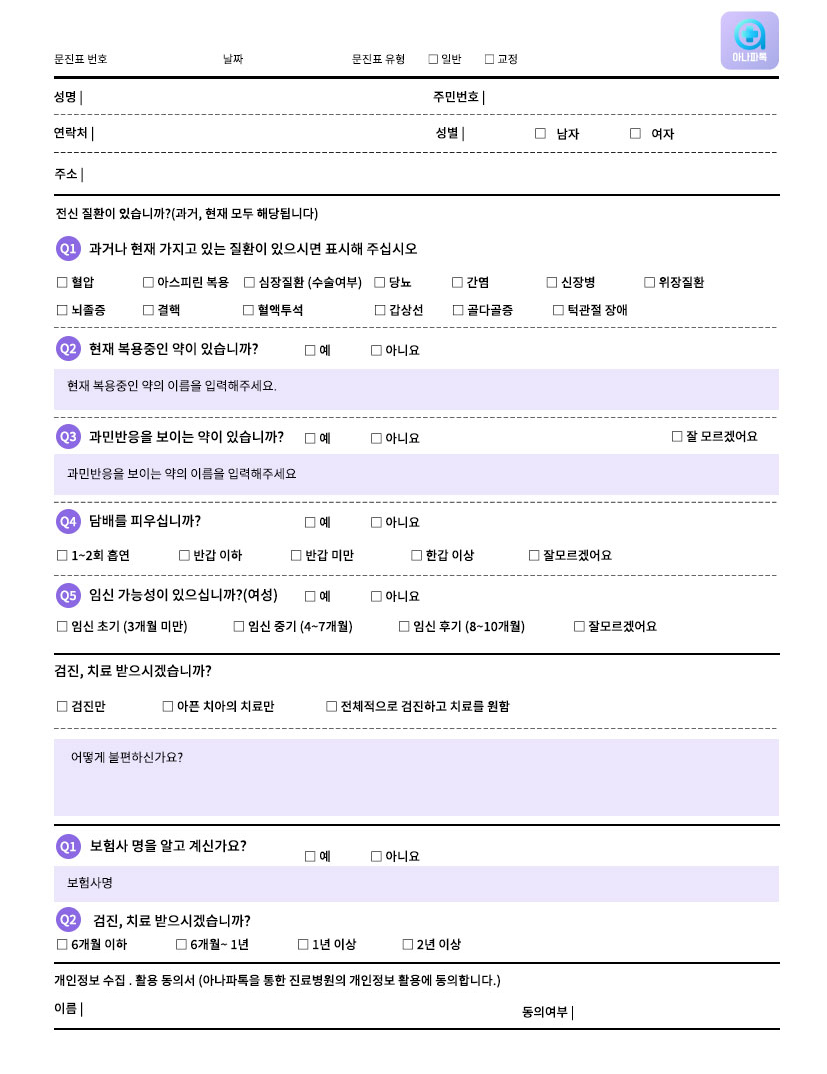 아나파톡
문진표 번호 날짜 문진표 유형 □ 일반 □ 교정
성명 | 주민번호 |
연락처 | 성별 | □ 남자 □ 여자
주소 |
전신 질환이 있습니까?(과거, 현재 모두 해당됩니다)
Q1 과거나 현재 가지고 있는 질환이 있으시면 표시해 주십시오
□ 혈압 □ 아스피린 복용 □ 심장질환 (수술여부) □ 당뇨 □ 간염 □ 신장병 □ 위장질환
□ 뇌졸증 □ 결핵 □ 혈액투석 □ 갑상선 □ 골다골증 □ 턱관절 장애
Q2 현재 복용중인 약이 있습니까? □ 예 □ 아니요
현재 복용중인 약의 이름을 입력해주세요.
Q3 과민반응을 보이는 약이 있습니까? □ 예 □ 아니요 □ 잘 모르겠어요
과민반응을 보이는 약의 이름을 입력해주세요
Q4 담배를 피우십니까? □ 예 □ 아니요
□ 1~2회 흡연 □ 반갑 이하 □ 반갑 미만 □ 한갑 이상 □ 잘모르겠어요
Q5 임신 가능성이 있으십니까?(여성) □ 예 □ 아니요
□ 임신 초기 (3개월 미만) □ 임신 중기 (4~7개월) □ 임신 후기 (8~10개월) □ 잘모르겠어요
검진, 치료 받으시겠습니까?
□ 검진만 □ 아픈 치아의 치료만 □ 전체적으로 검진하고 치료를 원함
어떻게 불편하신가요?
Q1 보험사 명을 알고 계신가요? □ 예 □ 아니요
보험사명
Q2 검진, 치료 받으시겠습니까?
□ 6개월 이하 □ 6개월~ 1년 □ 1년 이상 □ 2년 이상
개인정보 수집 . 활용 동의서 (아나파톡을 통한 진료병원의 개인정보 활용에 동의합니다.)
이름 | 동의여부 |